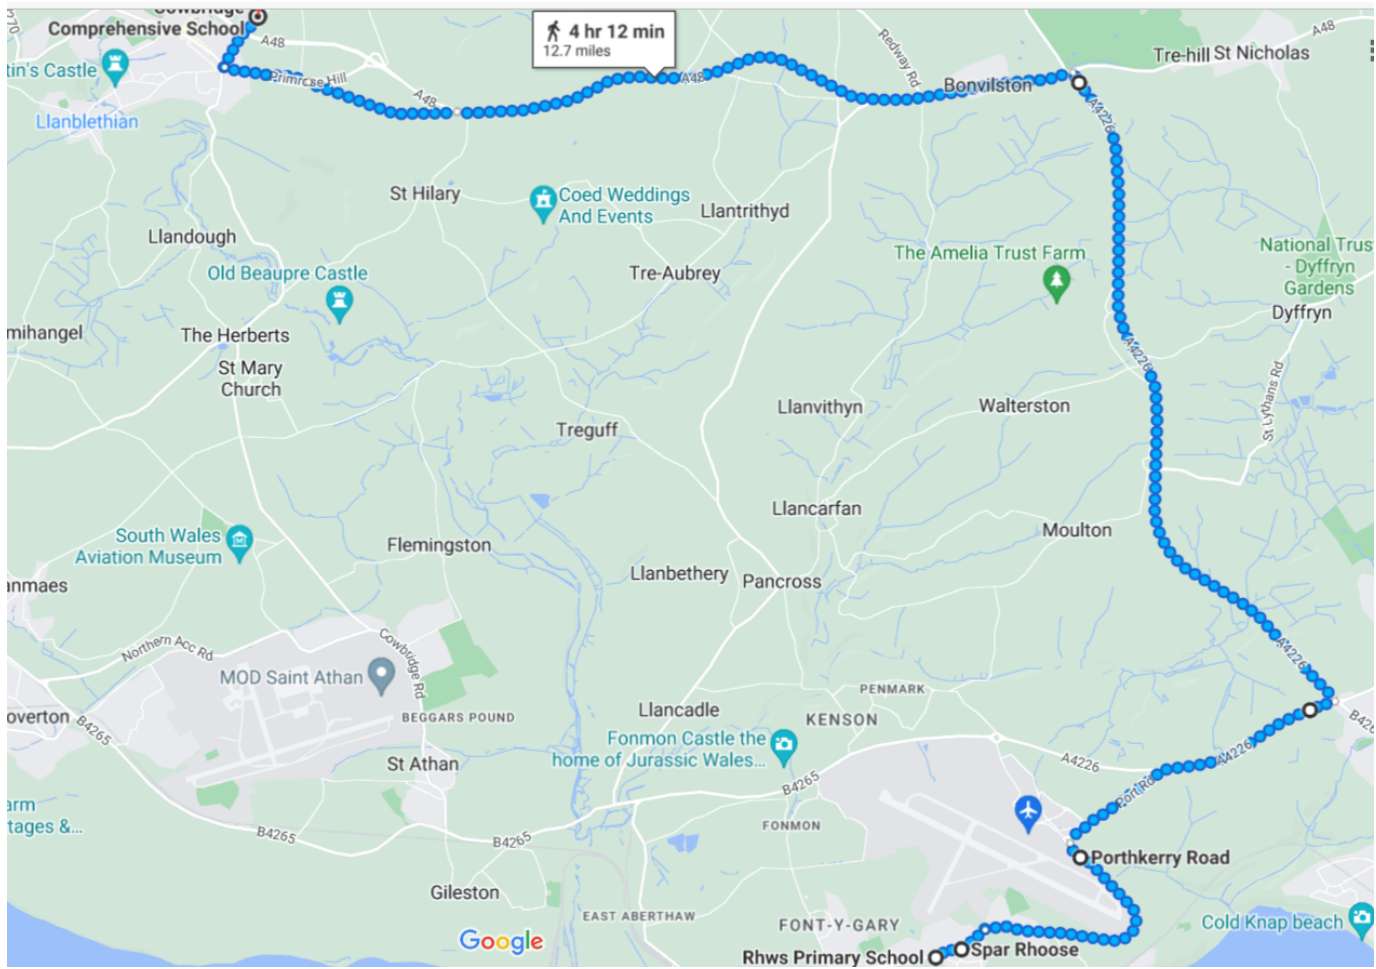 Cowbridge
Comprehensive School
A48
4 hr 12 min
12.7 miles
Redway Rd
A48
Tre-hill
St Nicholas
tin's Castle
Primrose Hill
A48
A48
Bonvilston
A4226
Llanblethian
St Hilary
Coed Weddings
And Events
Llantrithyd
Llandough
The Amelia Trust Farm
National Trus
- Dyffryn
Gardens
Old Beaupre Castle
Tre-Aubrey
Dyffryn
mihangel
The Herberts
A4226
St Mary
Church
St Lythans Rd
Llanvithyn
Walterston
Treguff
Llancarfan
Moulton
South Wales
Aviation Museum
Flemingston
Llanbethery
Pancross
anmaes
Northern Acc Rd
Cowbridge Rd
A4226
MOD Saint Athan
PENMARK
overton
B4265
BEGGARS POUND
Llancadle
KENSON
B426
Fonmon Castle the
home of Jurassic Wales...
St Athan
A4226
A4226
B4265
Port Rd
arm
tages &...
B4265
B4265
FONMON
Porthkerry Road
Gileston
EAST ABERTHAW
FONT-Y-GARY
Cold Knap beach
Google
Rhws Primary School
Spar Rhoose